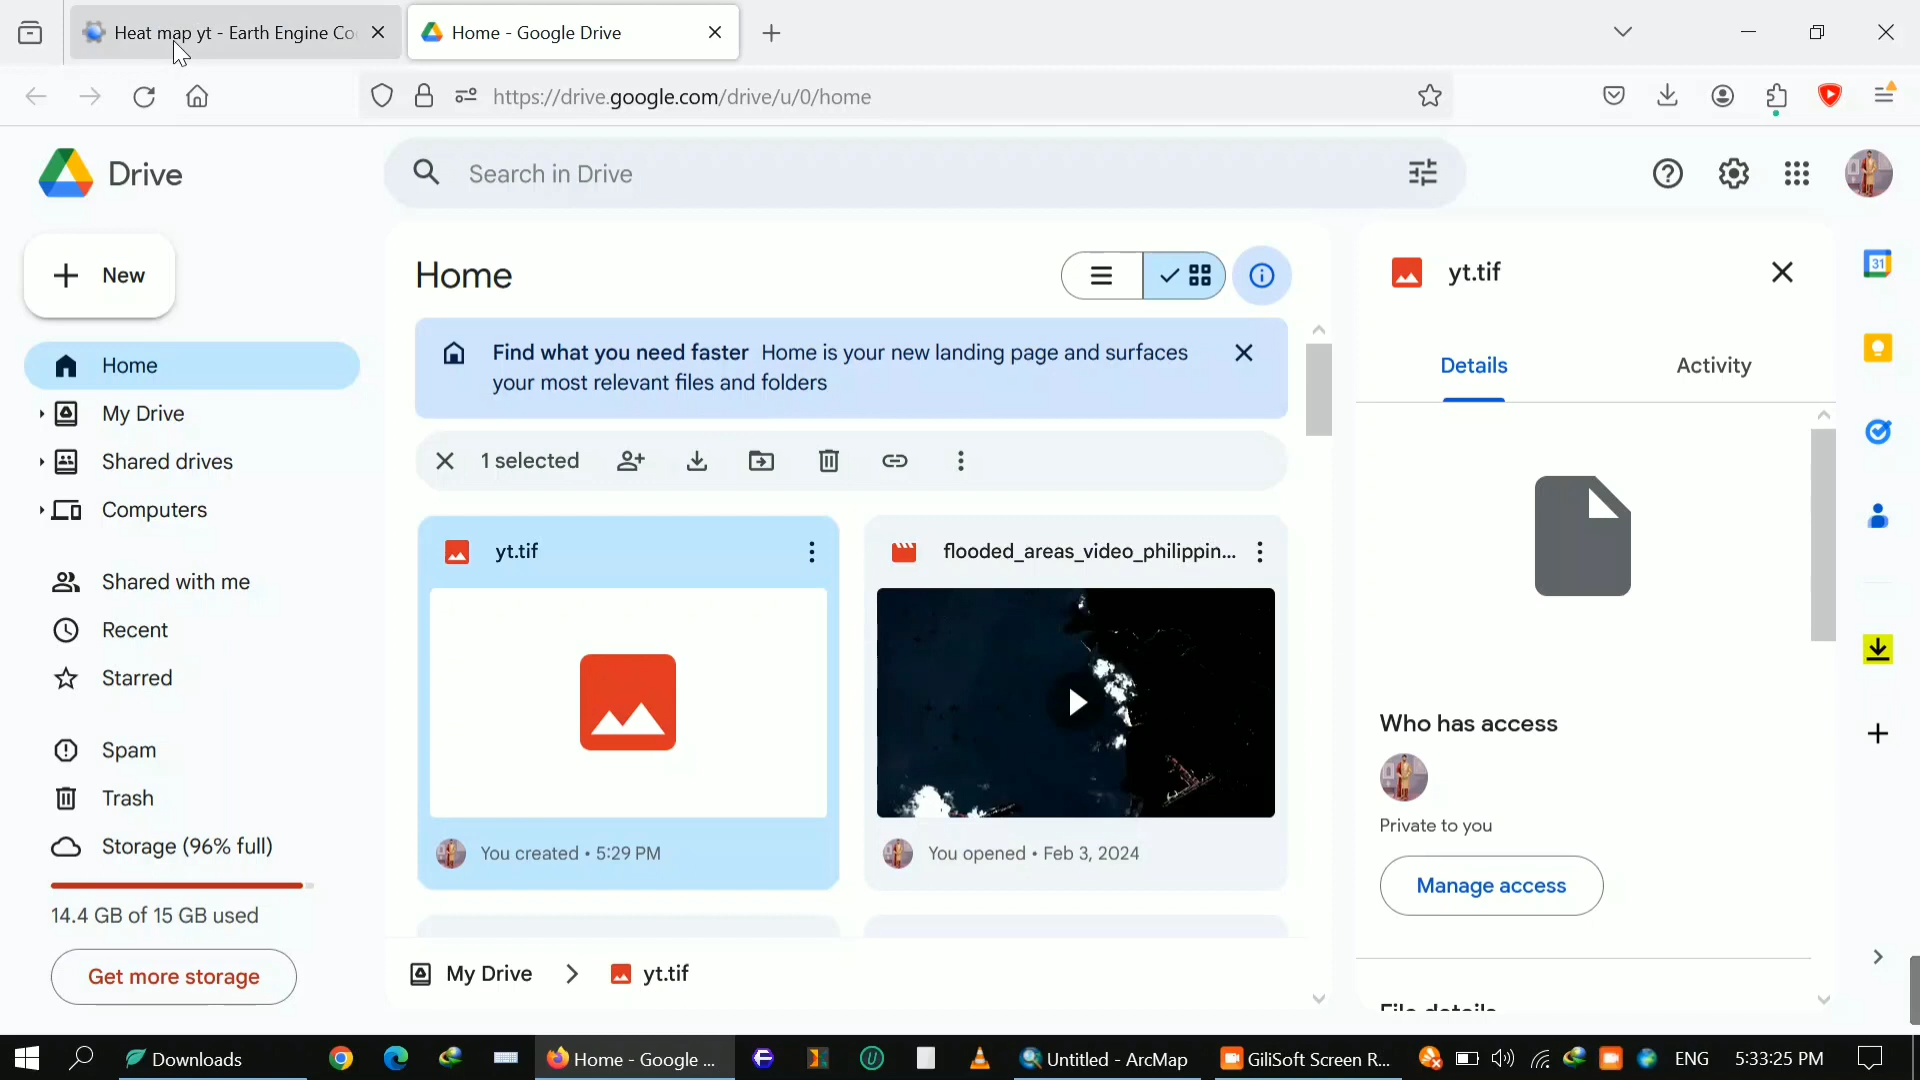 Heat map yt - Earth Engine Co
Home - Google Drive
https://drive.google.com/drive/u/0/home
Drive
Search in Drive
New
Home
yt.tif
31
Find what you need faster Home is your new landing page and surfaces
your most relevant files and folders
Home
My Drive
Shared drives
Computers
Details
Activity
1 selected
yt.tif
flooded_areas_video_philippin...
Shared with me
Recent
Starred
Spam
Trash
Storage (96% full)
14.4 GB of 15 GB used
Get more storage
Who has access
Private to you
Manage access
You created • 5:29 PM
You opened • Feb 3, 2024
My Drive
yt.tif
File details
Downloads
Home - Google ...
Untitled - ArcMap
GiliSoft Screen R...
ENG
5:33:25 PM